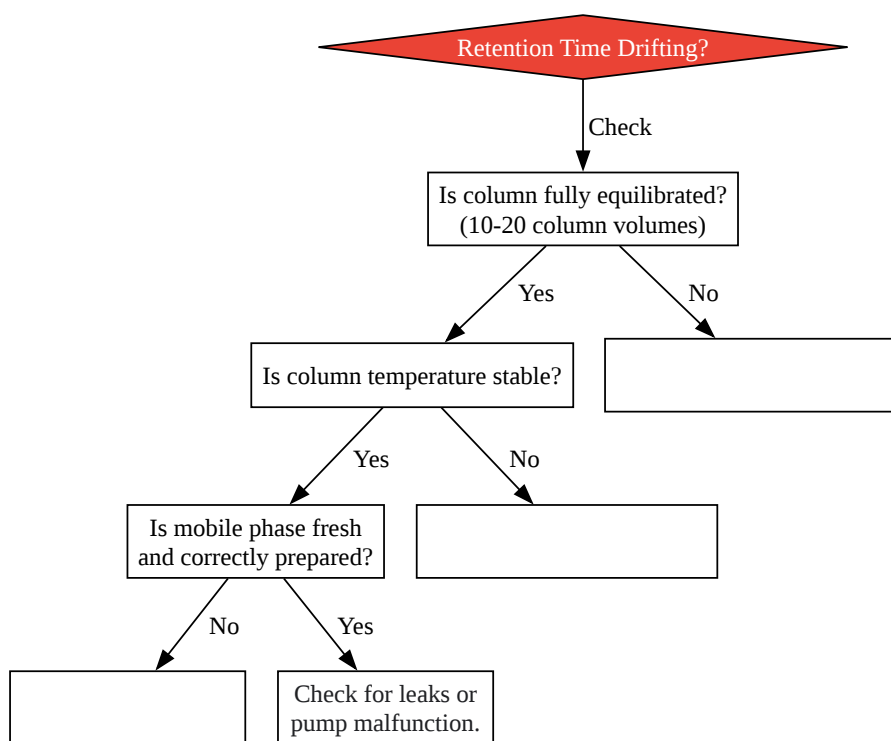 Retention Time Drifting?
Check
Is column fully equilibrated?
(10-20 column volumes)
Yes
No
Is column temperature stable?
Yes
No
Is mobile phase fresh
and correctly prepared?
No
Yes
Check for leaks or
pump malfunction.